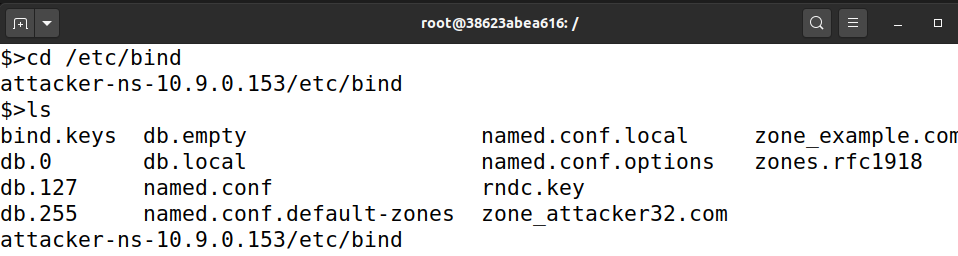 root@38623abea616: /
$>cd /etc/bind
attacker-ns-10.9.0.153/etc/bind
$>ls
bind.keys db.empty named.conf.local zone_example.com
db.0 db.local named.conf.options zones.rfc1918
db.127 named.conf rndc.key
db.255 named.conf.default-zones zone_attacker32.com
attacker-ns-10.9.0.153/etc/bind